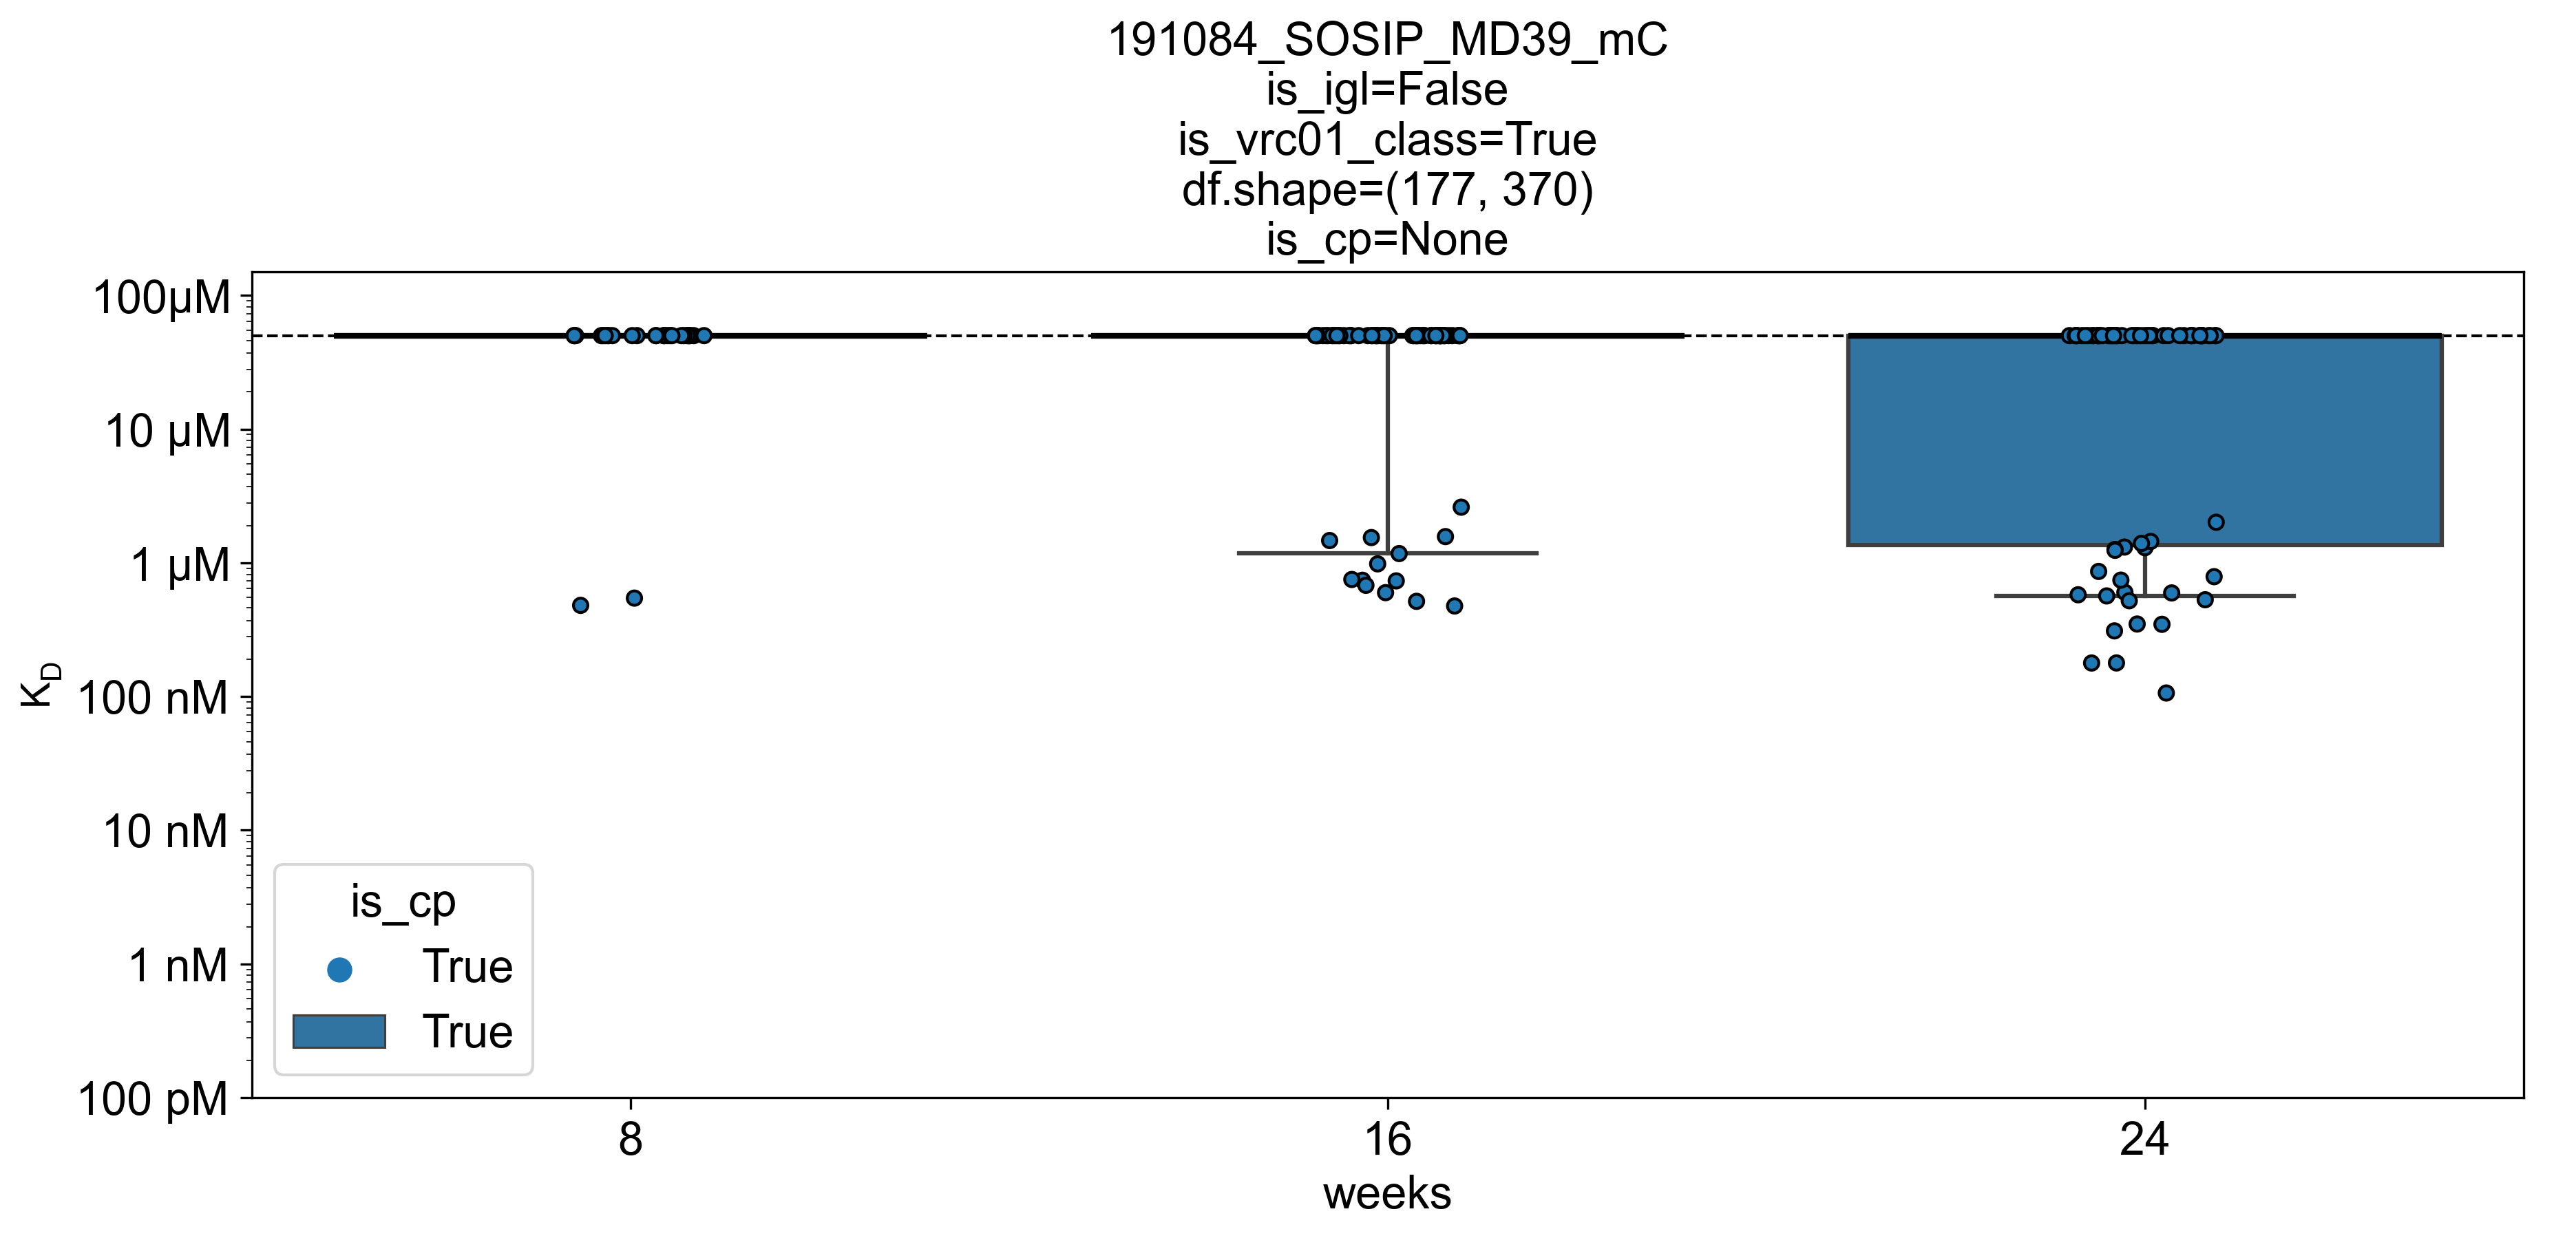 191084_SOSIP_MD39_mC
is_igl=False
is_vrc01_class=True
df.shape=(177, 370)
is_cp=None
100µM
10 µM
1 µM
100 nM
10 nM
1 nM
100 pM
K_D
is_cp
True
True
8
16
24
weeks